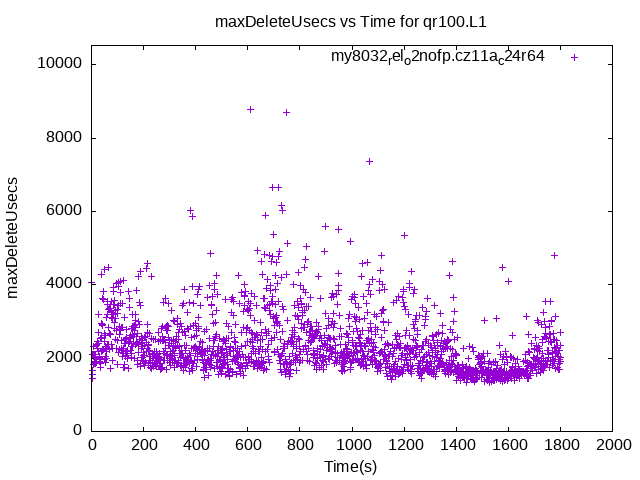 maxDeleteUsecs vs Time for qr100.L1
my8032relo2nofp.cz11ac24r64
10000
8000
6000
4000
2000
0
maxDeleteUsecs
0 200 400 600 800 1000 1200 1400 1600 1800 2000
Time(s)